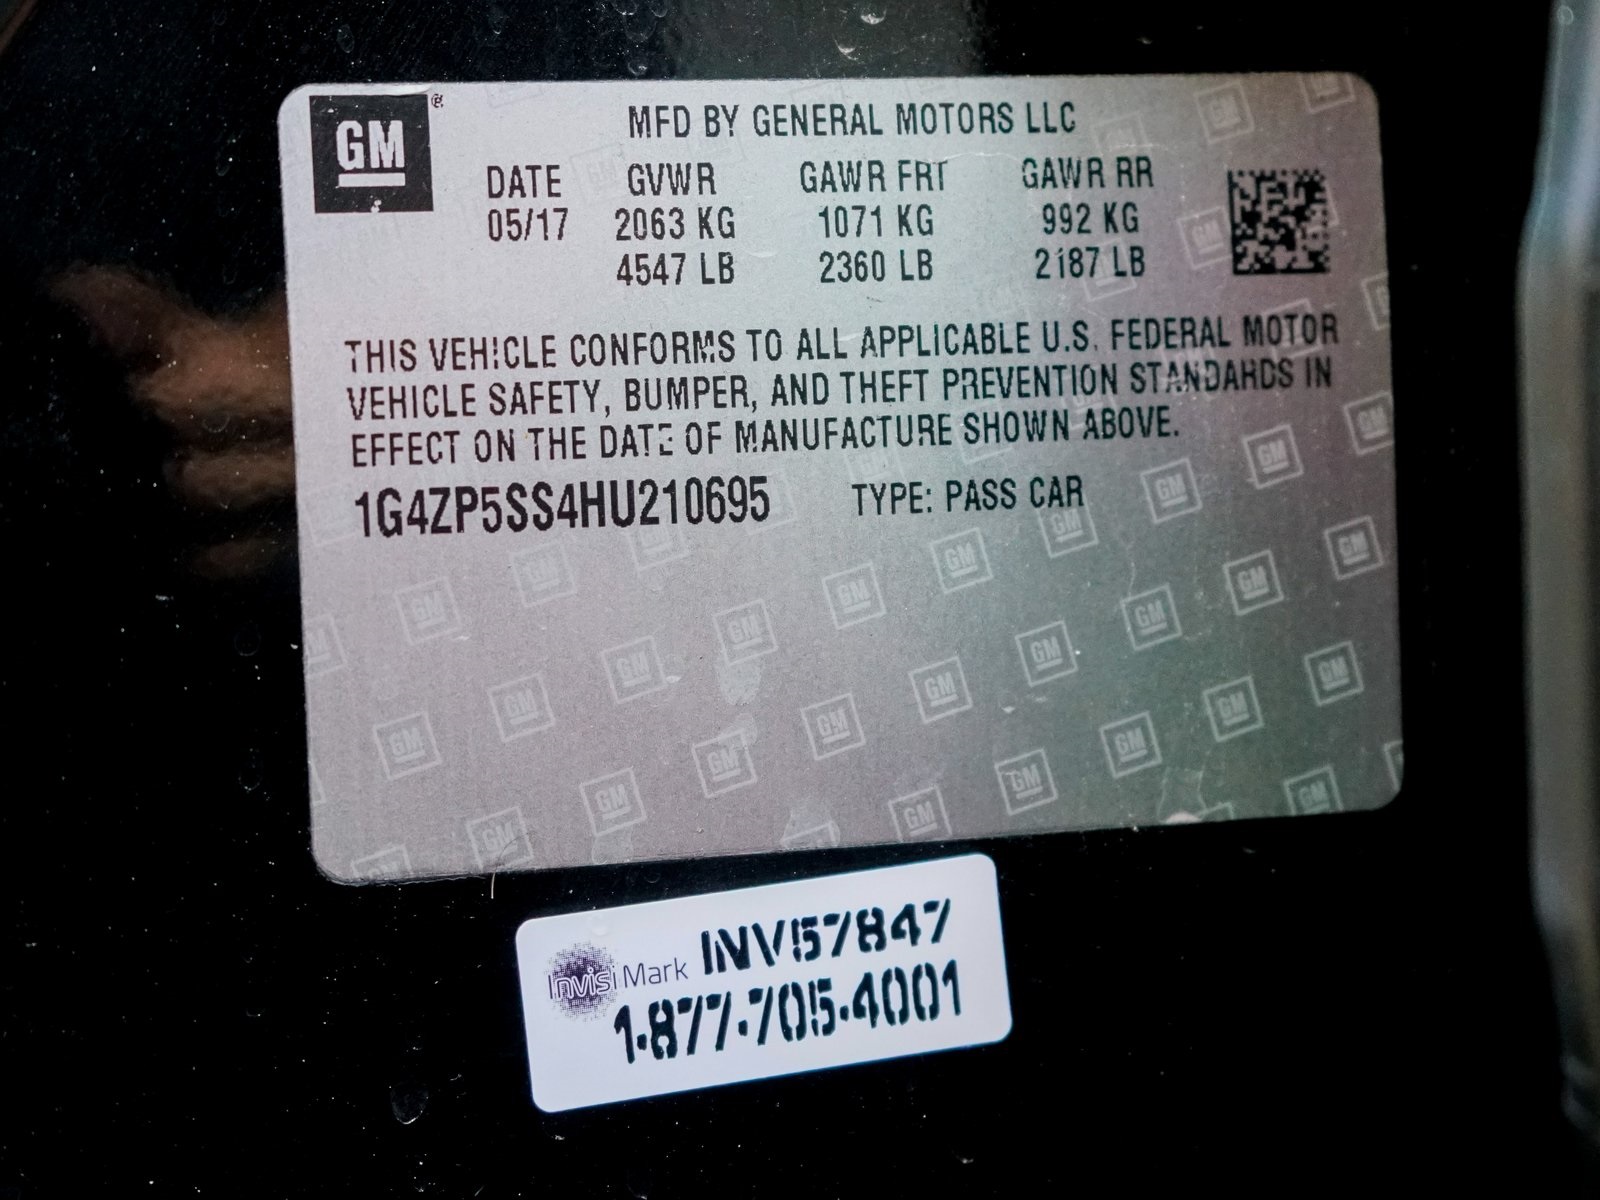 GM
MFD BY GENERAL MOTORS LLC
DATE GVWR GAWR FRT GAWR RR
05/17 2063 KG 1071 KG 992 KG
4547 LB 2360 LB 2187 LB
THIS VEHICLE CONFORMS TO ALL APPLICABLE U.S. FEDERAL MOTOR
VEHICLE SAFETY, BUMPER, AND THEFT PREVENTION STANDARDS IN
EFFECT ON THE DATE OF MANUFACTURE SHOWN ABOVE.
1G4ZP5SS4HU210695 TYPE: PASS CAR
InvisiMark INV57847
1-877-705-4001